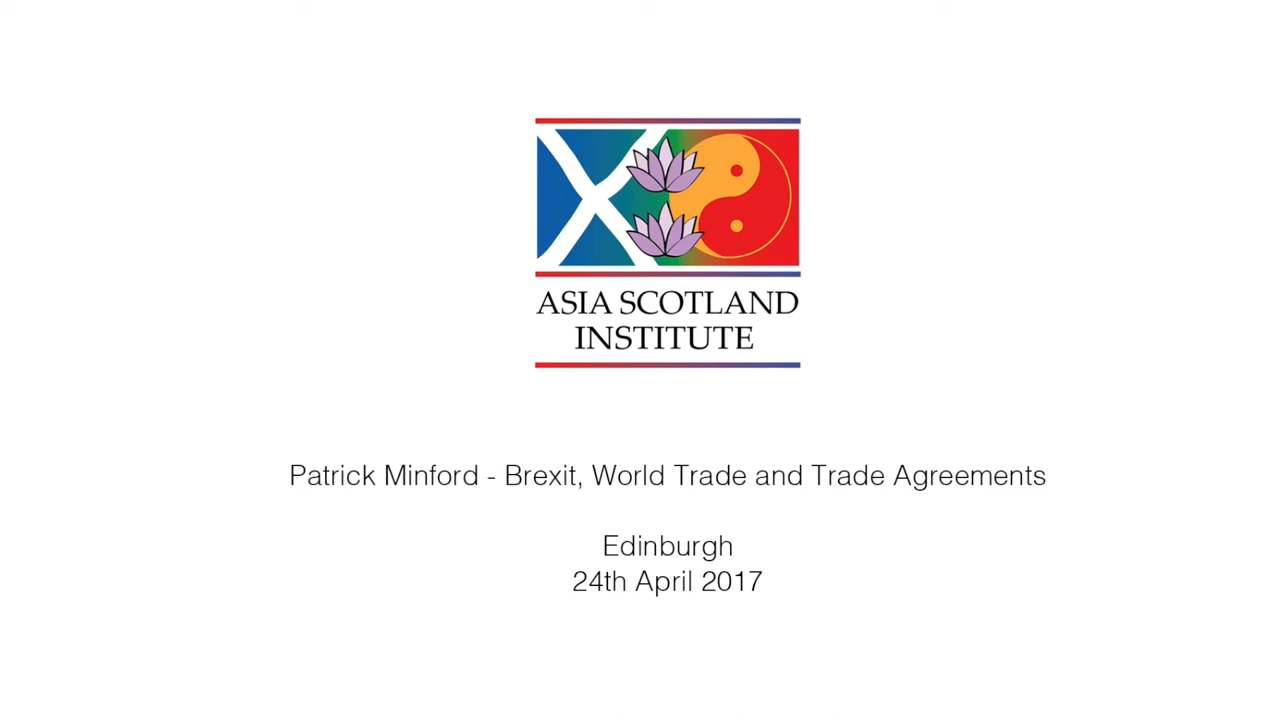 ASIA SCOTLAND
INSTITUTE
Patrick Minford - Brexit, World Trade and Trade Agreements
Edinburgh
24th April 2017